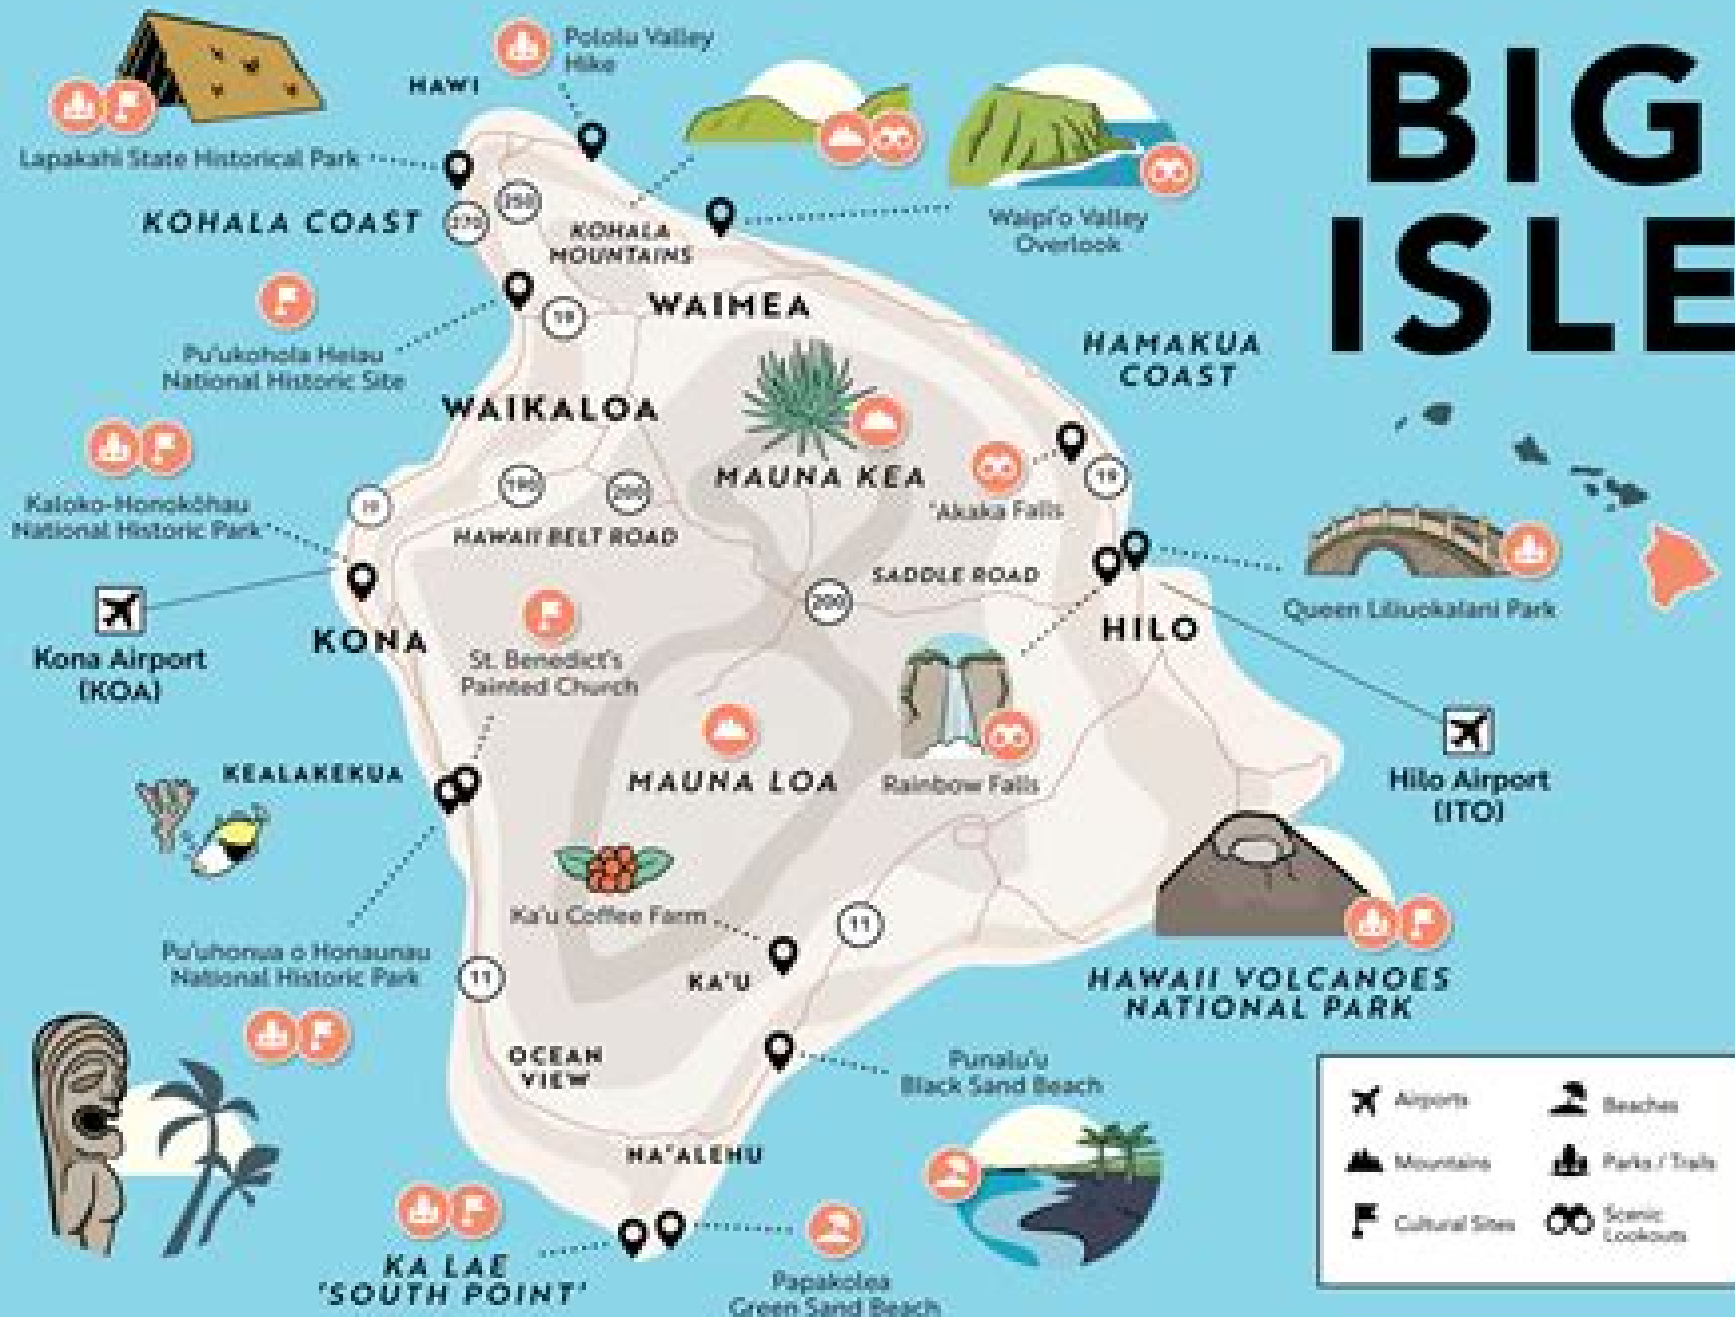 BIG
ISLE
Pololu Valley
Hike
HAWI
Lapakahi State Historical Park
KOHALA COAST
270
250
KOHALA
MOUNTAINS
Waipi'o Valley
Overlook
WAIMEA
19
Pu'ukohola Heiau
National Historic Site
HAMAKUA
COAST
WAIKALOA
MAUNA KEA
'Akaka Falls
19
190
200
HAWAII BELT ROAD
Kaloko-Honokōhau
National Historic Park
SADDLE ROAD
200
Queen Liliuokalani Park
HILO
KONA
Kona Airport
(KOA)
St. Benedict's
Painted Church
MAUNA LOA
Rainbow Falls
Hilo Airport
(ITO)
KEALAKEKUA
Ka'u Coffee Farm
11
KA'U
Pu'uhonua o Honaunau
National Historic Park
11
HAWAII VOLCANOES
NATIONAL PARK
OCEAN
VIEW
Punalu'u
Black Sand Beach
NA'ALEHU
KA LAE
'SOUTH POINT'
Papakolea
Green Sand Beach
Airports
Beaches
Mountains
Parks / Trails
Cultural Sites
Scenic
Lookouts